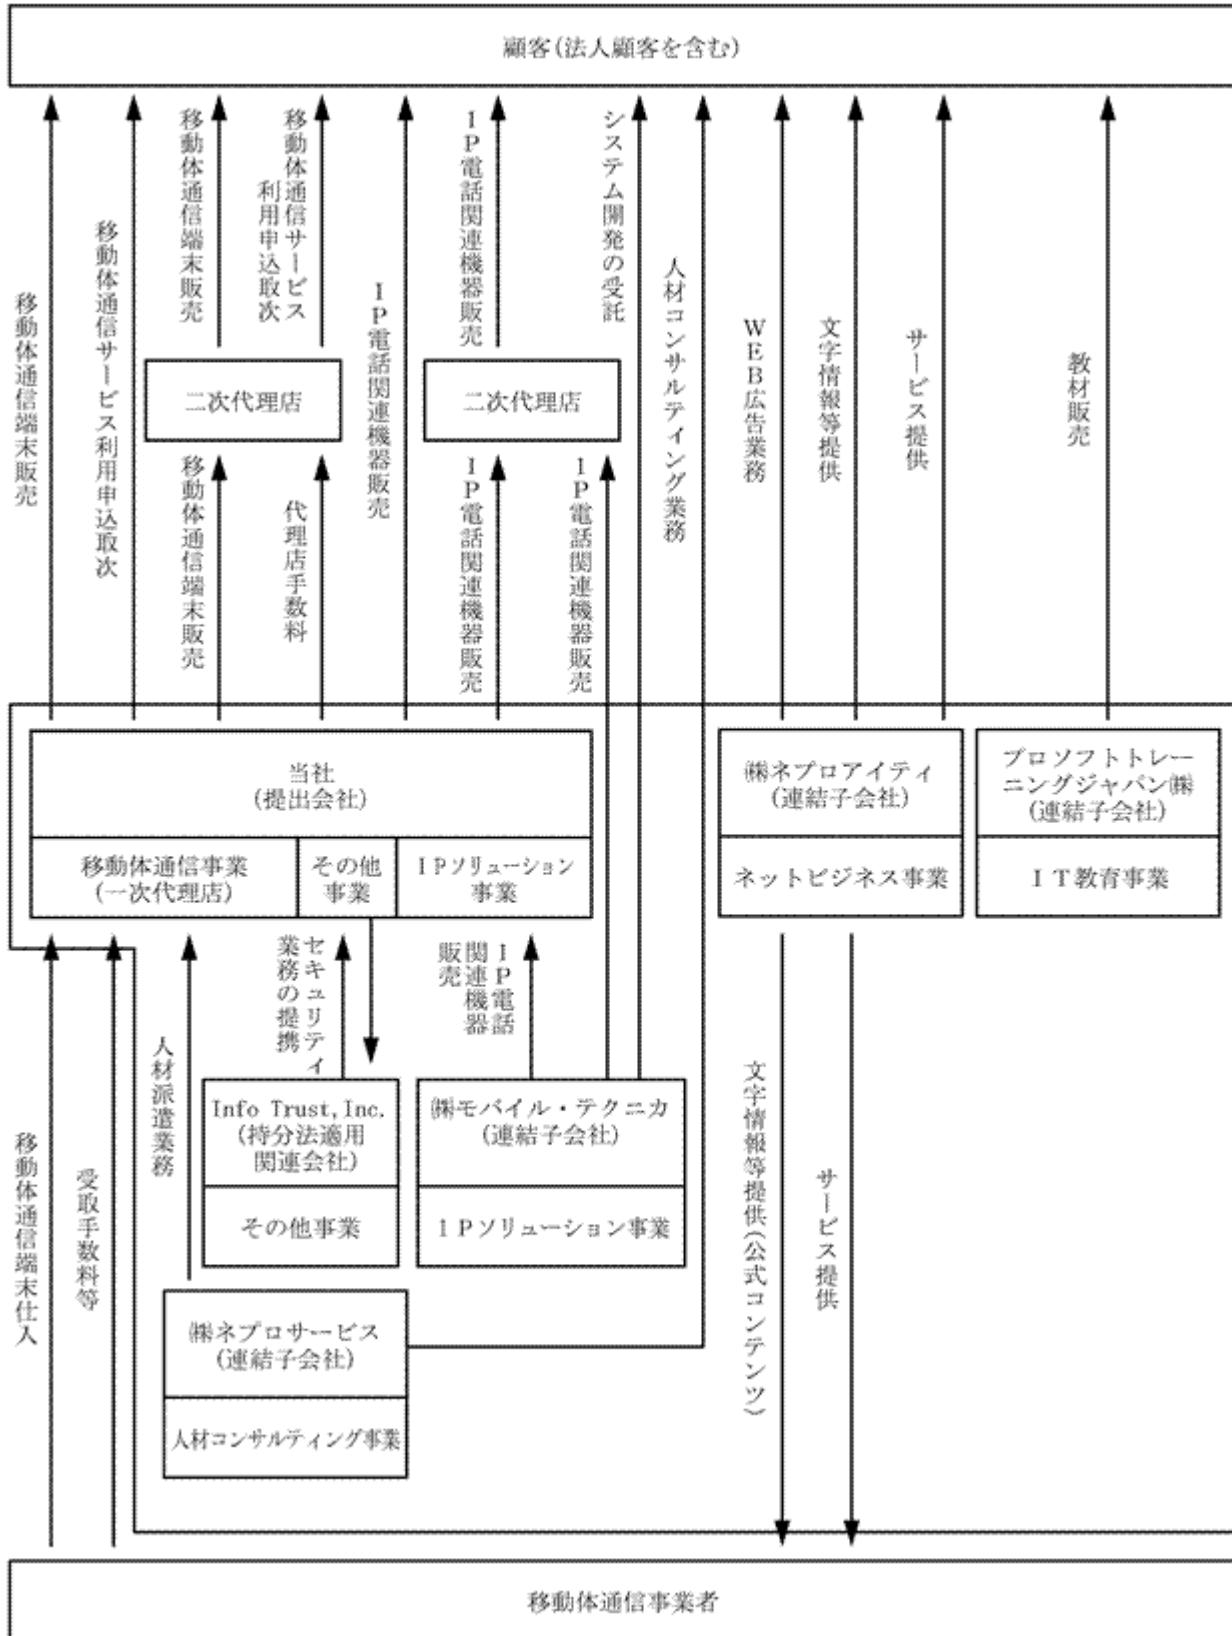 顧客(法人顧客を含む)
移動体通信端末販売
移動体通信サービス利用申込取次
移動体通信端末販売
移動体通信サービス
利用申込取次
IP電話関連機器販売
IP電話関連機器販売
システム開発の受託
人材コンサルティング業務
WEB広告業務
文字情報等提供
サービス提供
教材販売
二次代理店
二次代理店
移動体通信端末販売
代理店手数料
IP電話関連機器販売
IP電話関連機器販売
当社
(提出会社)
移動体通信事業
(一次代理店)
その他
事業
IPソリューション
事業
㈱ネプロアイティ
(連結子会社)
ネットビジネス事業
プロソフトトレー
ニングジャパン㈱
(連結子会社)
IT教育事業
移動体通信端末仕入
受取手数料等
人材派遣業務
セキュリティ
業務の提携
IP電話
関連機器
販売
Info Trust,Inc.
(持分法適用
関連会社)
その他事業
㈱モバイル・テクニカ
(連結子会社)
IPソリューション事業
㈱ネプロサービス
(連結子会社)
人材コンサルティング事業
文字情報等提供(公式コンテンツ)
サービス提供
移動体通信事業者